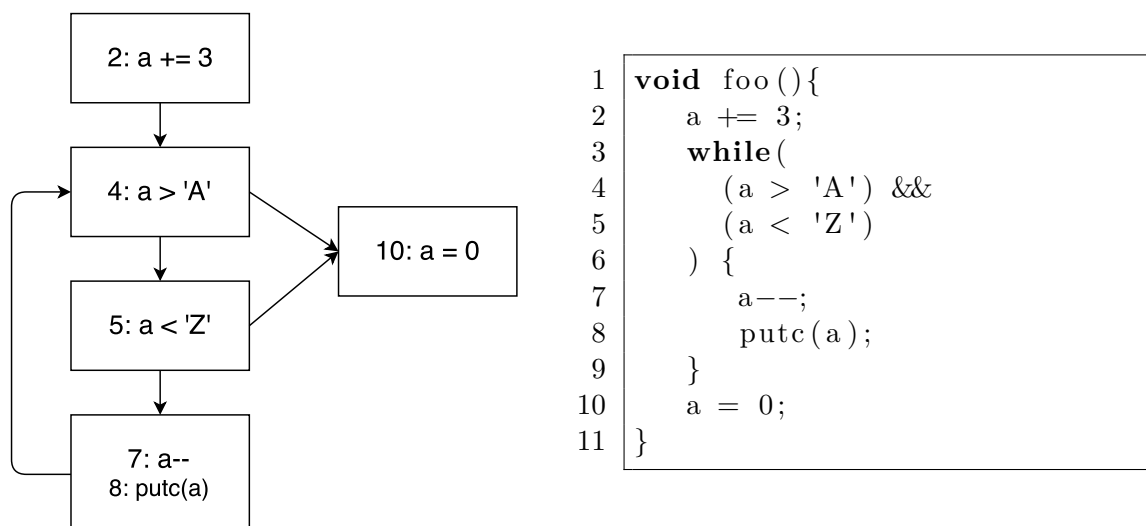 2: a += 3
4: a > 'A'
5: a < 'Z'
7: a--
8: putc(a)
10: a = 0
1 void foo(){
2 a += 3;
3 while(
4 (a > 'A') &&
5 (a < 'Z')
6 ) {
7 a--;
8 putc(a);
9 }
10 a = 0;
11 }